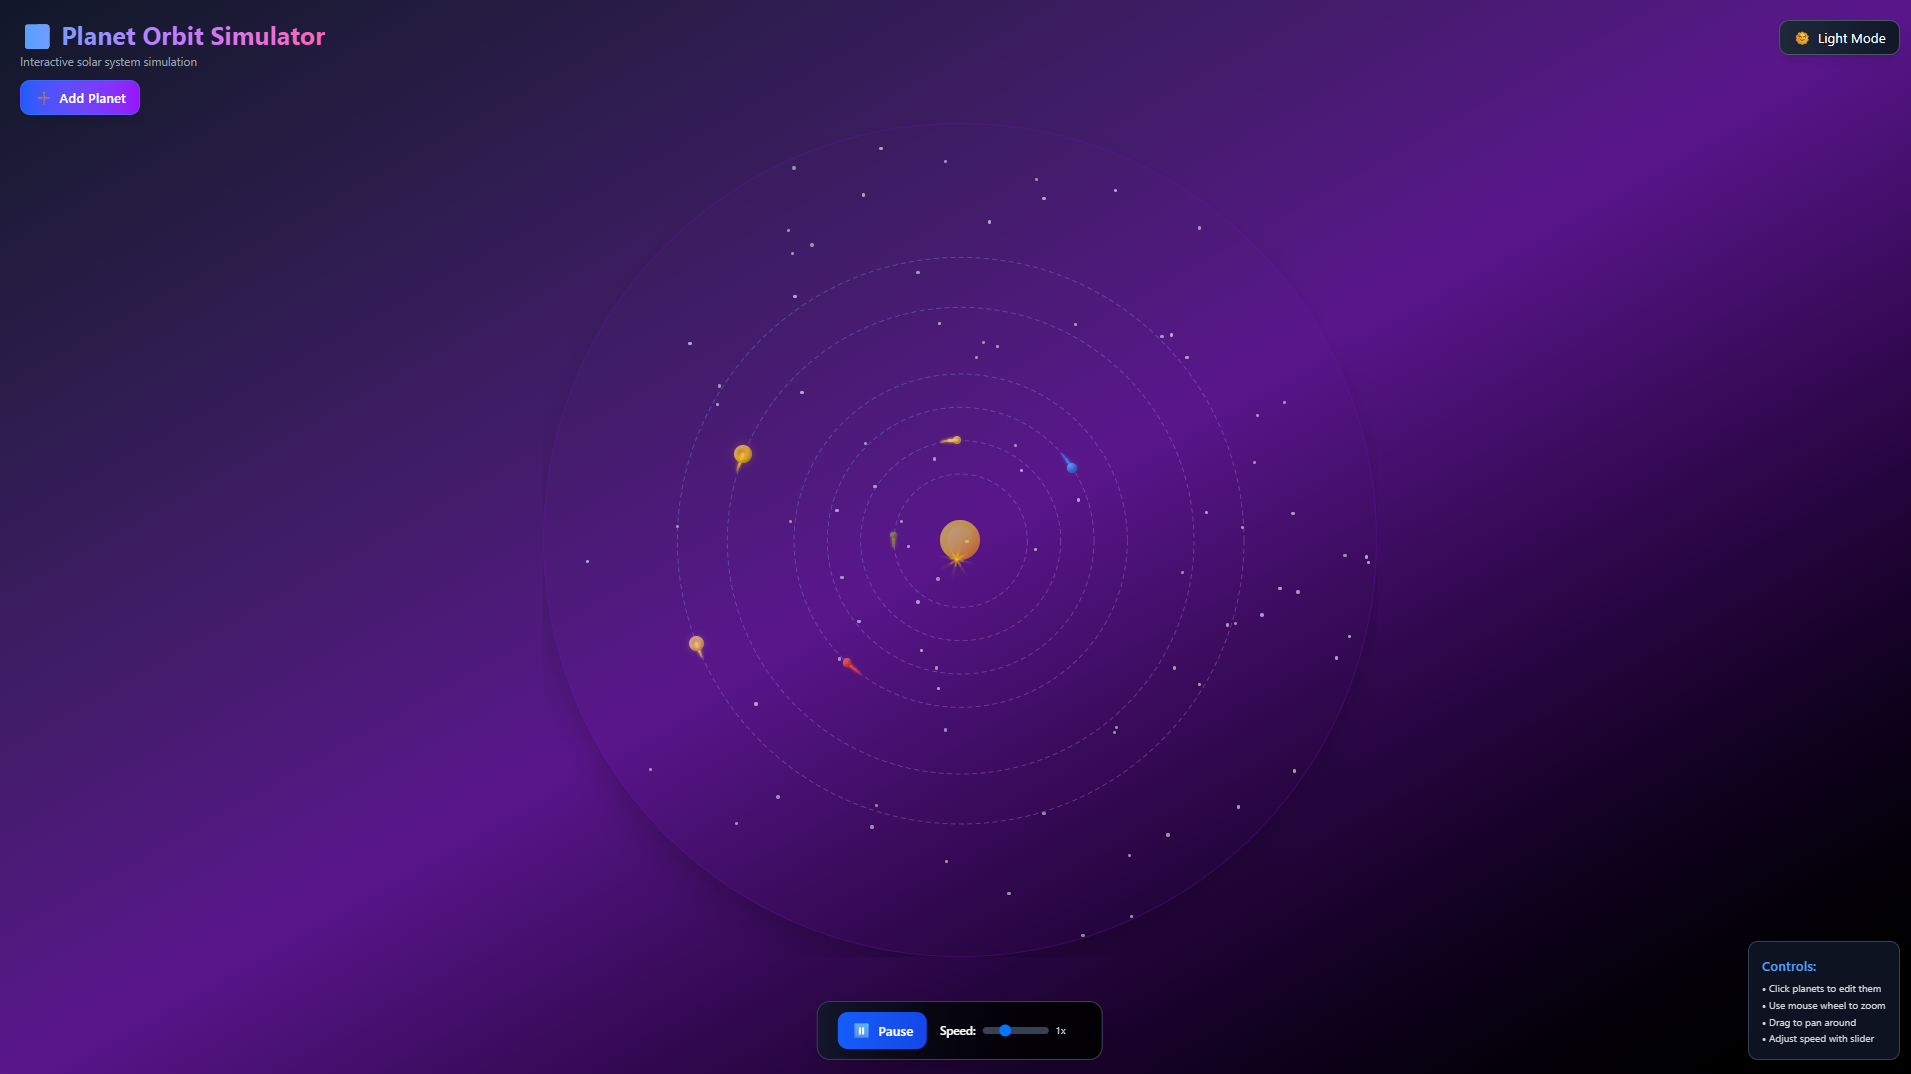 Planet Orbit Simulator
Interactive solar system simulation
Add Planet
Light Mode
Controls:
• Click planets to edit them
• Use mouse wheel to zoom
• Drag to pan around
• Adjust speed with slider
Pause
Speed:
1x